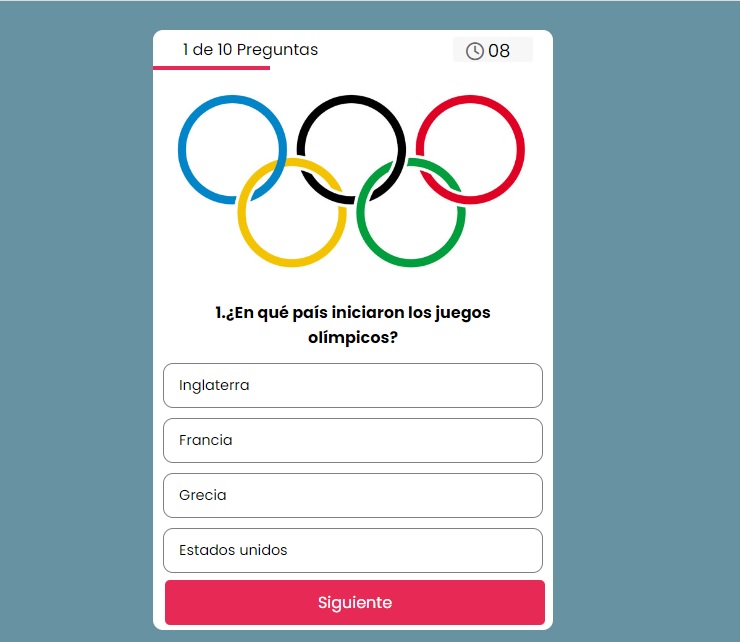 1 de 10 Preguntas
08
1.¿En qué país iniciaron los juegos
olímpicos?
Inglaterra
Francia
Grecia
Estados unidos
Siguiente